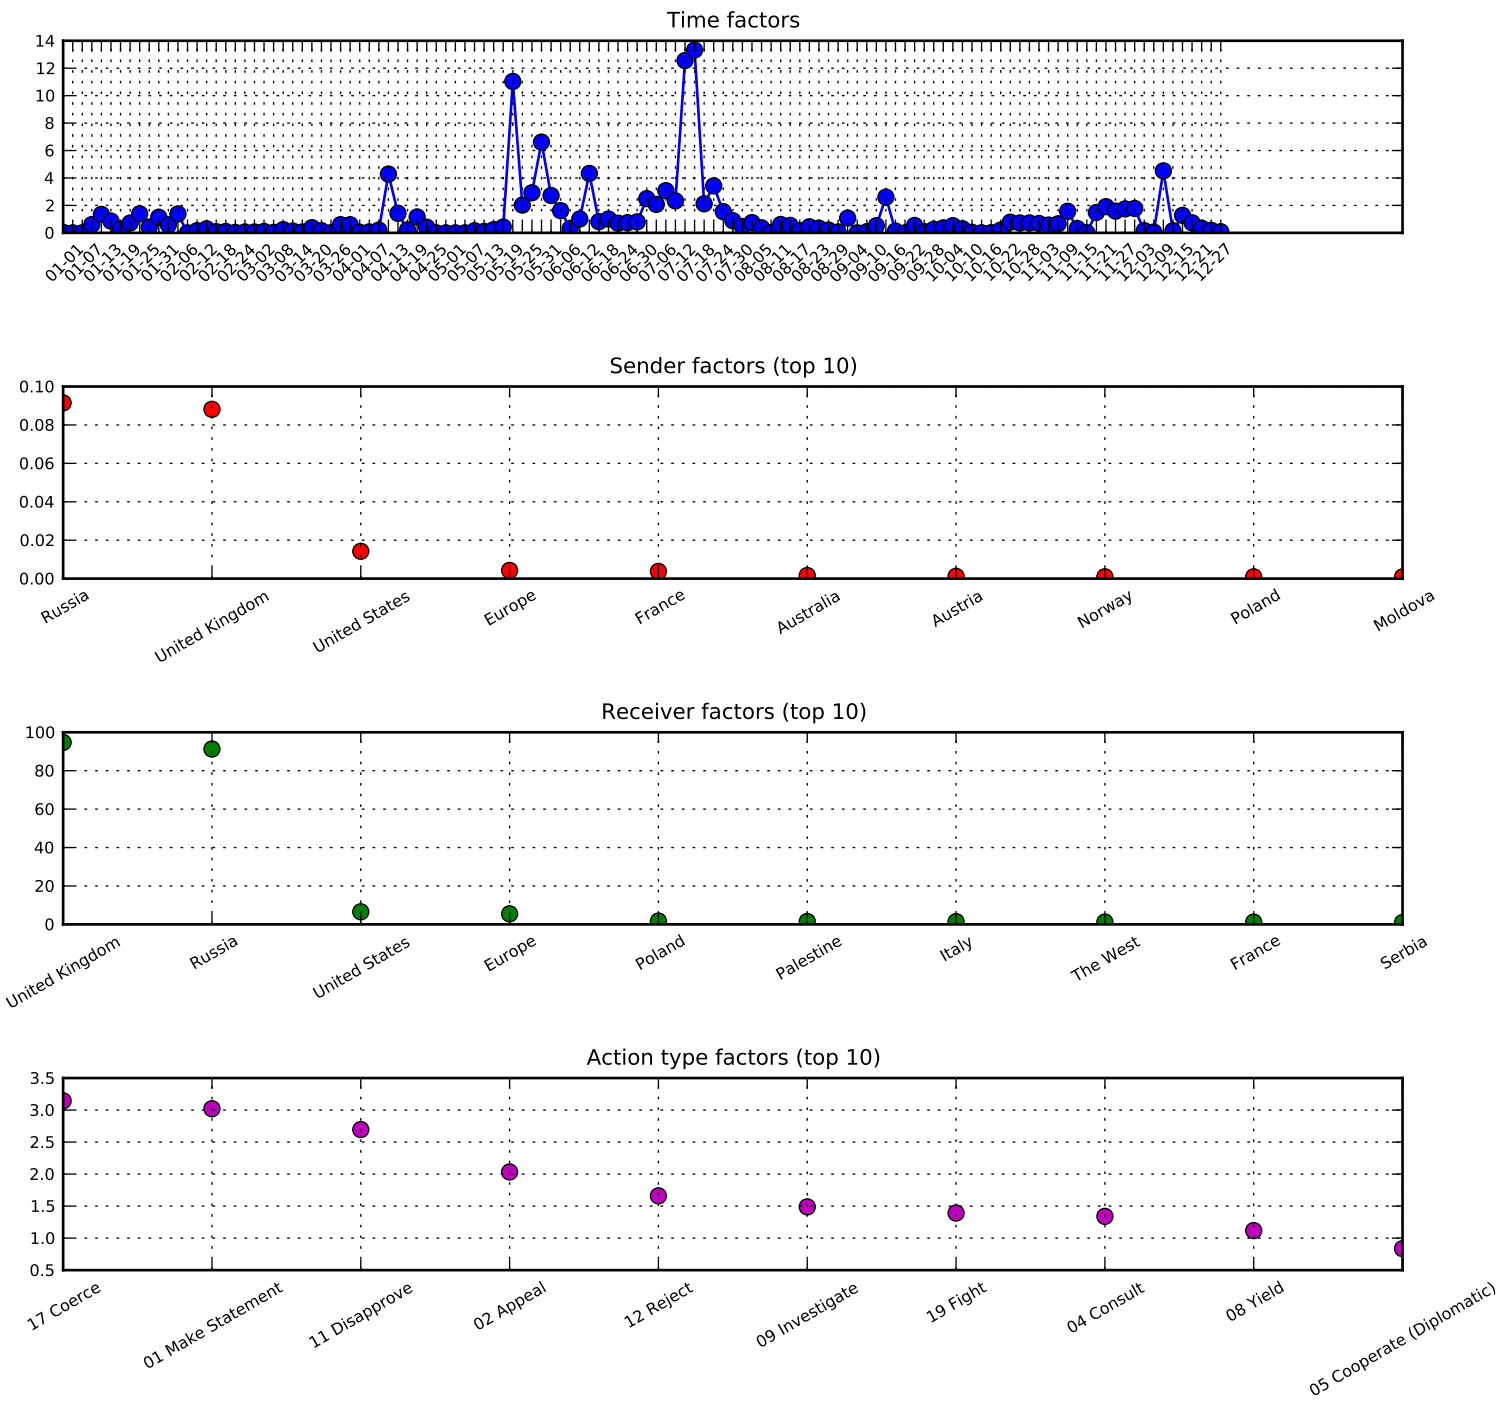 Time factors
14
12
10
8
6
4
2
0
01-01
01-07
01-13
01-19
01-25
01-31
02-06
02-12
02-18
02-24
03-02
03-08
03-14
03-20
03-26
04-01
04-07
04-13
04-19
04-25
05-01
05-07
05-13
05-19
05-25
05-31
06-06
06-12
06-18
06-24
06-30
07-06
07-12
07-18
07-24
07-30
08-05
08-11
08-17
08-23
08-29
09-04
09-10
09-16
09-22
09-28
10-04
10-10
10-16
10-22
10-28
11-03
11-09
11-15
11-21
11-27
12-03
12-09
12-15
12-21
12-27
Sender factors (top 10)
0.10
0.08
0.06
0.04
0.02
0.00
Russia
United Kingdom
United States
Europe
France
Australia
Austria
Norway
Poland
Moldova
Receiver factors (top 10)
100
80
60
40
20
0
United Kingdom
Russia
United States
Europe
Poland
Palestine
Italy
The West
France
Serbia
Action type factors (top 10)
3.5
3.0
2.5
2.0
1.5
1.0
0.5
17 Coerce
01 Make Statement
11 Disapprove
02 Appeal
12 Reject
09 Investigate
19 Fight
04 Consult
08 Yield
05 Cooperate (Diplomatic)